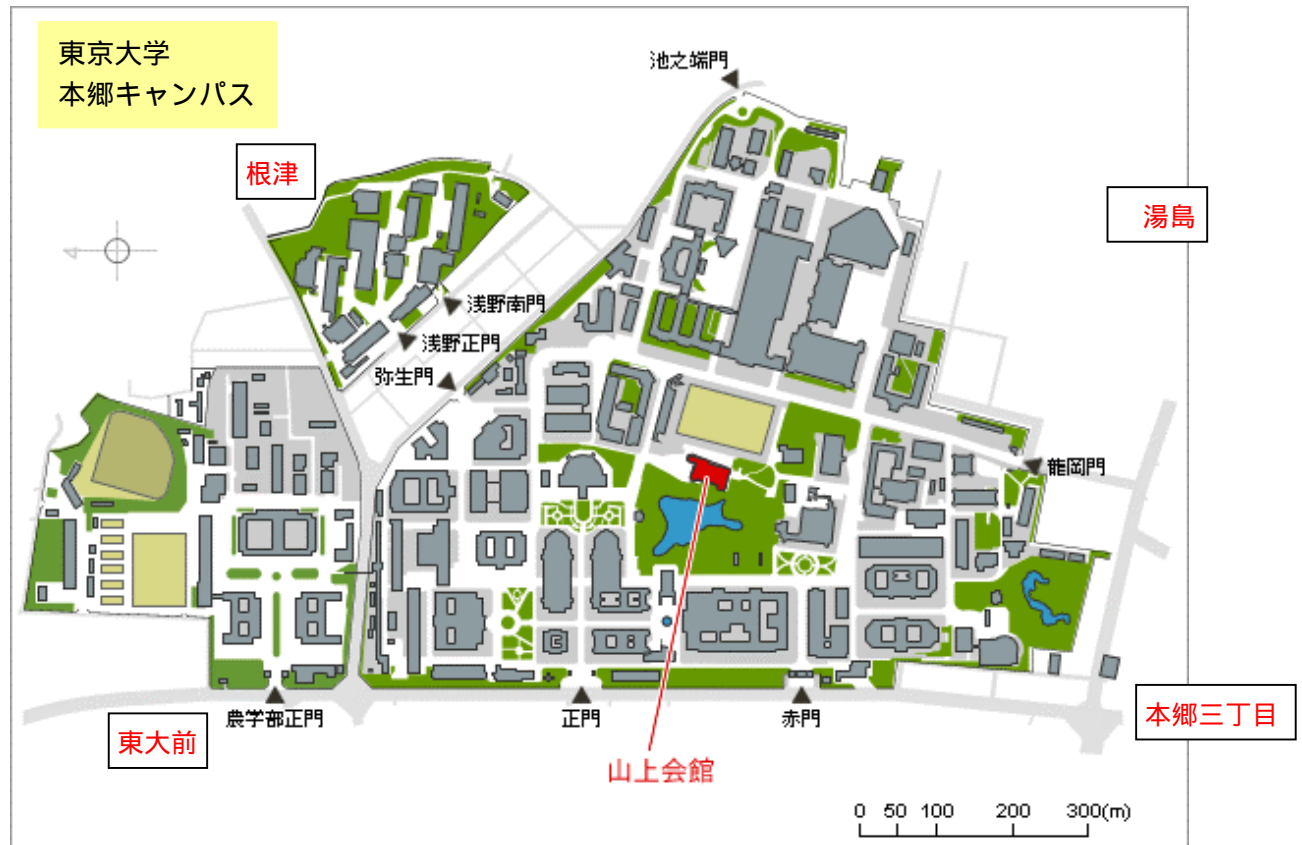 東京大学
本郷キャンパス
池之端門
根津
湯島
浅野南門
浅野正門
弥生門
龍岡門
農学部正門
正門
赤門
東大前
本郷三丁目
山上会館
0 50 100 200 300(m)